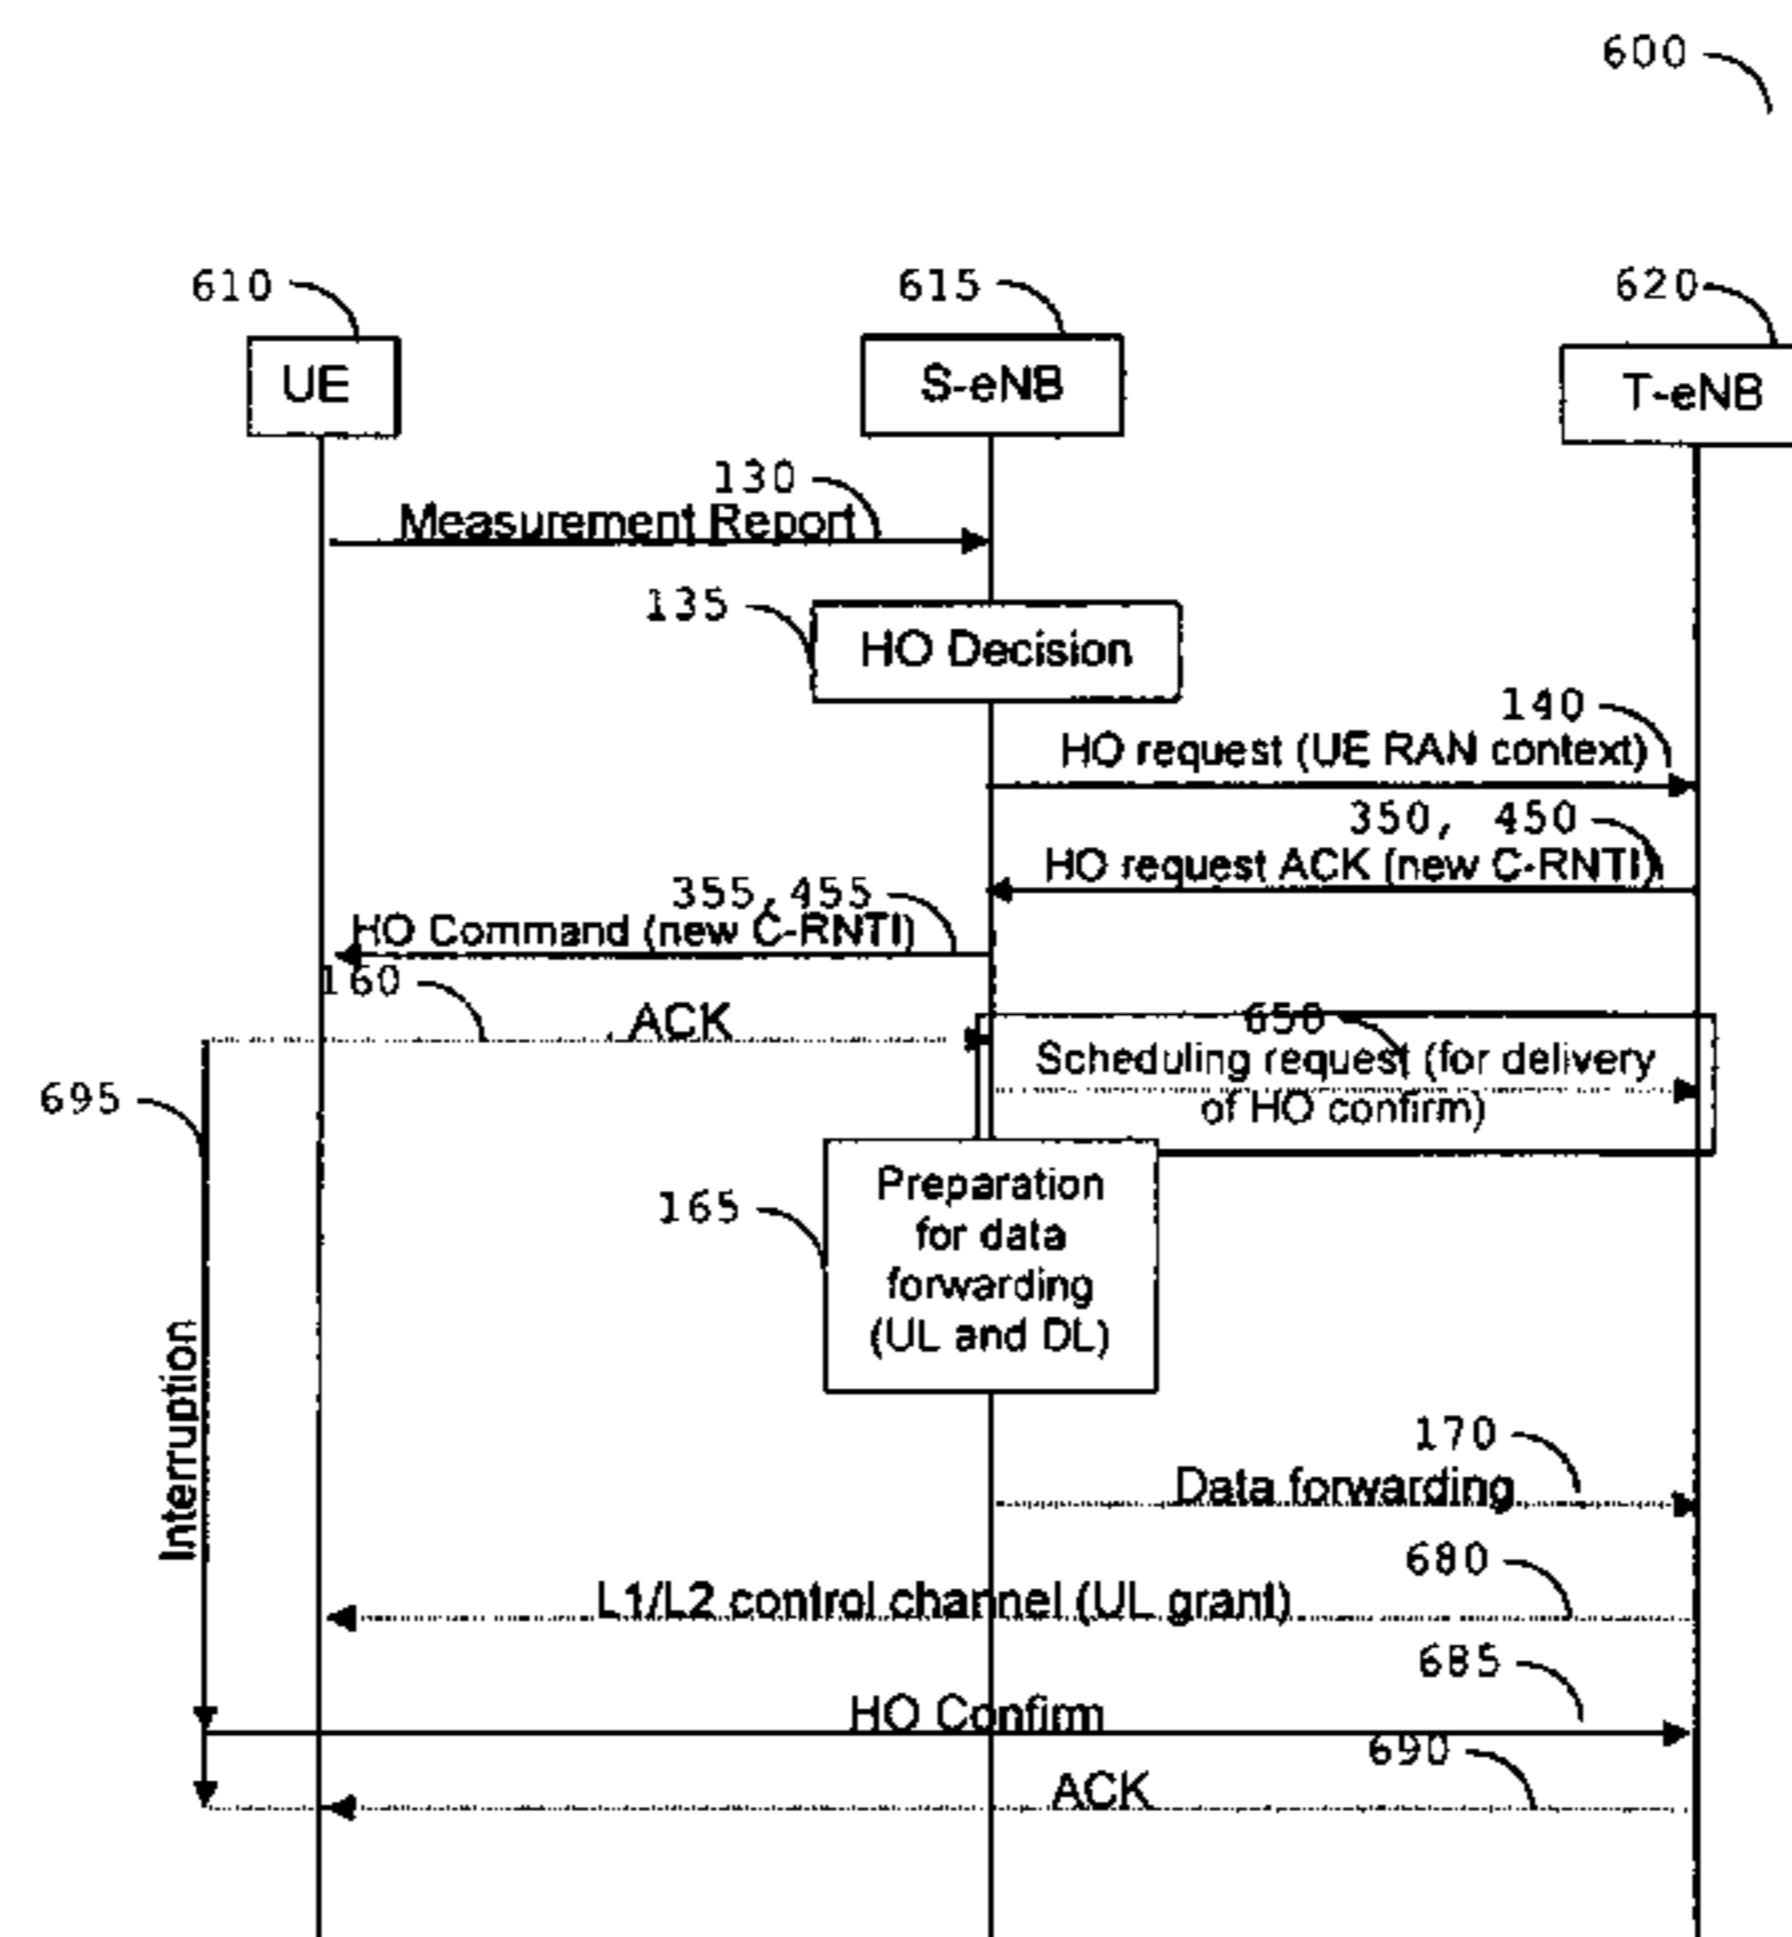 600
610
615
620
UE
S-eNB
T-eNB
130
Measurement Report
135
HO Decision
140
HO request (UE RAN context)
350, 450
HO request ACK (new C-RNTI)
355,455
HO Command (new C-RNTI)
160
ACK
650
Scheduling request (for delivery
of HO confirm)
695
165
Preparation
for data
forwarding
(UL and DL)
Interruption
170
Data forwarding
680
L1/L2 control channel (UL grant)
685
HO Confirm
690
ACK